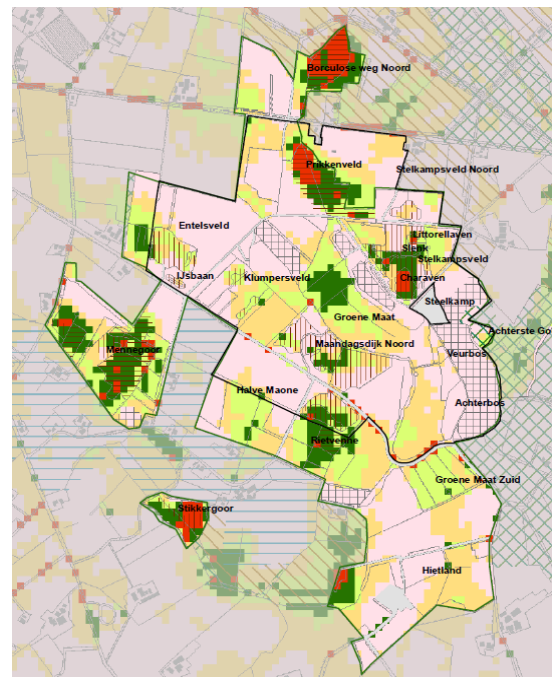 Borculose weg Noord
Prikkenveld
Stelkampsveld Noord
Entelsveld
Littorellaven
Slenk
Stelkampsveld
IJsbaan
Klumpersveld
Charaven
Steelkamp
Groene Maat
Achterste Go
Maandagsdijk Noord
Veurbos
Mennegoor
Halve Maone
Achterbos
Rietvenne
Groene Maat Zuid
Stikkergoor
Hietland